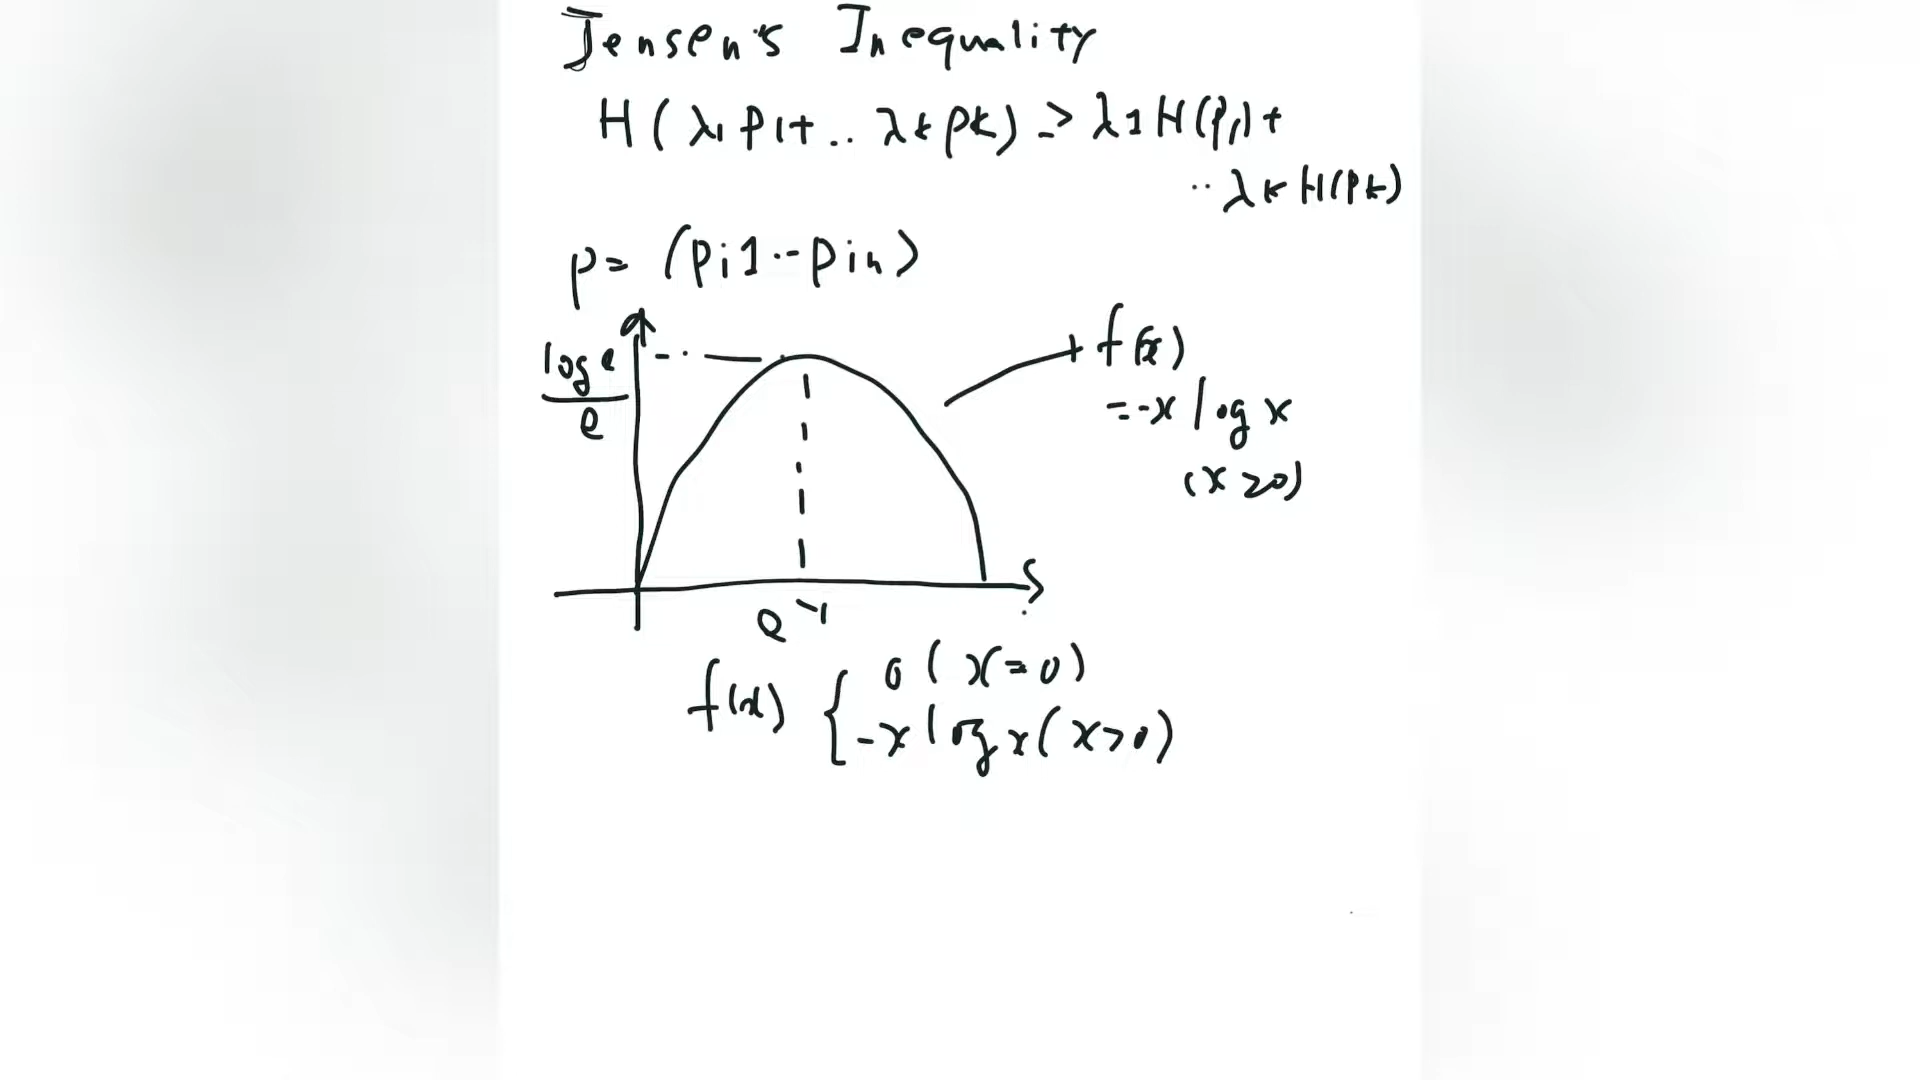 Jensen's Inequality
H(λ1p1+..λkpk)=>λ1H(p1)+
..λkH(pk)
p=(pi1..pin)
f(x)
log e
e
=-x log x
(x≥0)
e^-1
f(x) { 0 (x=0)
-x log x (x>0)